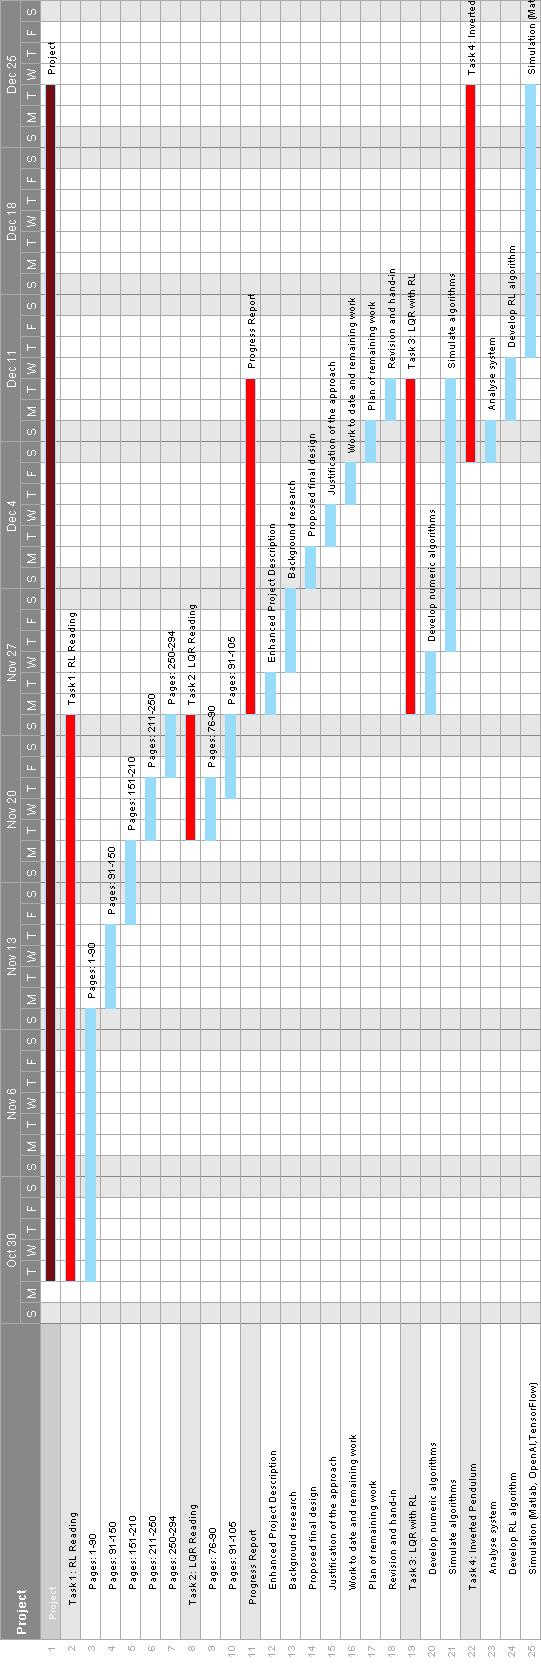 Project
Oct 30
Nov 6
Nov 13
Nov 20
Nov 27
Dec 4
Dec 11
Dec 18
Dec 25
S M T W T F S S M T W T F S S M T W T F S S M T W T F S S M T W T F S S M T W T F S S M T W T F S S M T W T F S S M T W T F S
1 Project
Project
2 Task 1: RL Reading
Task 1: RL Reading
3 Pages: 1-90
Pages: 1-90
4 Pages: 91-150
Pages: 91-150
5 Pages: 151-210
Pages: 151-210
6 Pages: 211-250
Pages: 211-250
7 Pages: 250-294
Pages: 250-294
8 Task 2: LQR Reading
Task 2: LQR Reading
9 Pages: 76-90
Pages: 76-90
10 Pages: 91-105
Pages: 91-105
11 Progress Report
Progress Report
12 Enhanced Project Description
Enhanced Project Description
13 Background research
Background research
14 Proposed final design
Proposed final design
15 Justification of the approach
Justification of the approach
16 Work to date and remaining work
Work to date and remaining work
17 Plan of remaining work
Plan of remaining work
18 Revision and hand-in
Revision and hand-in
19 Task 3: LQR with RL
Task 3: LQR with RL
20 Develop numeric algorithms
Develop numeric algorithms
21 Simulate algorithms
Simulate algorithms
22 Task 4: Inverted Pendulum
Task 4: Inverted
23 Analyse system
Analyse system
24 Develop RL algorithm
Develop RL algorithm
25 Simulation (Matlab, OpenAI,TensorFlow)
Simulation (Mat